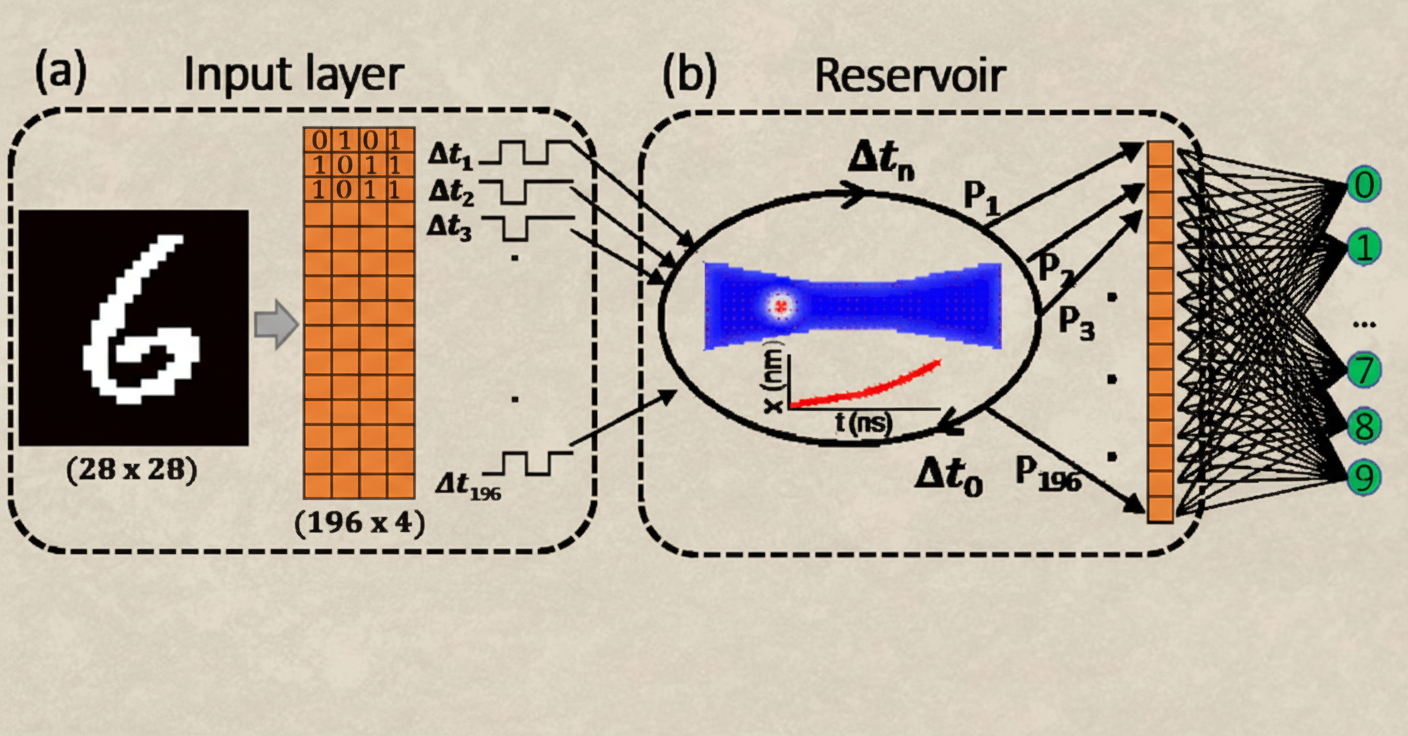 (a) Input layer
0 1 0 1
1 0 1 1
1 0 1 1
Δt1
Δt2
Δt3
Δt196
(28 x 28)
(196 x 4)
(b) Reservoir
Δtn
P1
P2
P3
x (nm)
t (ns)
Δt0
P196
0
1
...
7
8
9